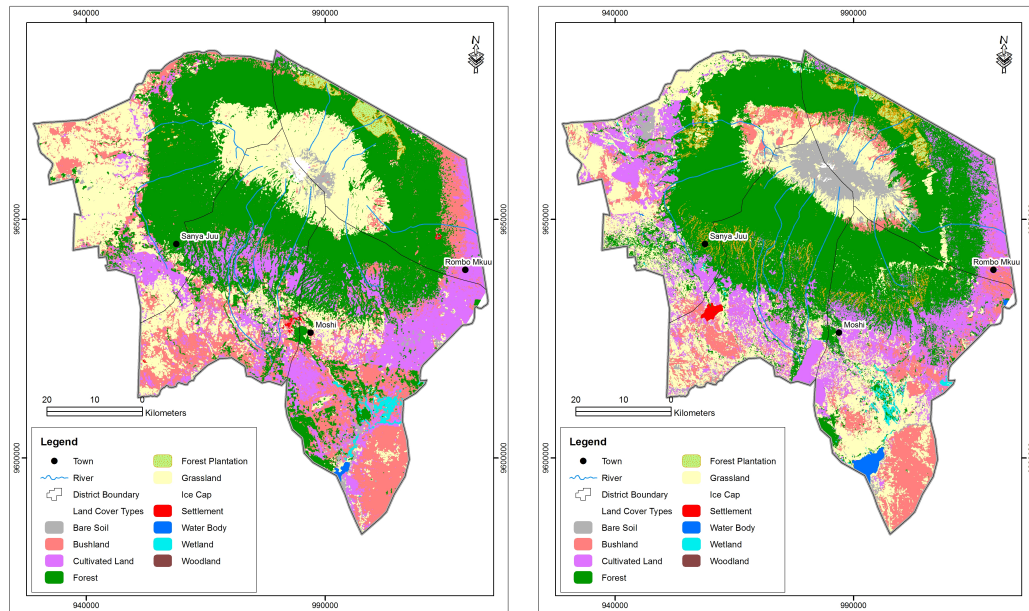 940000
990000
N
Sanya Juu
Rombo Mkuu
Moshi
9650000
9600000
20
10
0
Kilometers
Legend
Town
River
District Boundary
Land Cover Types
Bare Soil
Bushland
Cultivated Land
Forest
Forest Plantation
Grassland
Ice Cap
Settlement
Water Body
Wetland
Woodland
940000
990000
940000
990000
N
Sanya Juu
Rombo Mkuu
Moshi
9650000
9600000
20
10
0
Kilometers
Legend
Town
River
District Boundary
Land Cover Types
Bare Soil
Bushland
Cultivated Land
Forest
Forest Plantation
Grassland
Ice Cap
Settlement
Water Body
Wetland
Woodland
940000
990000